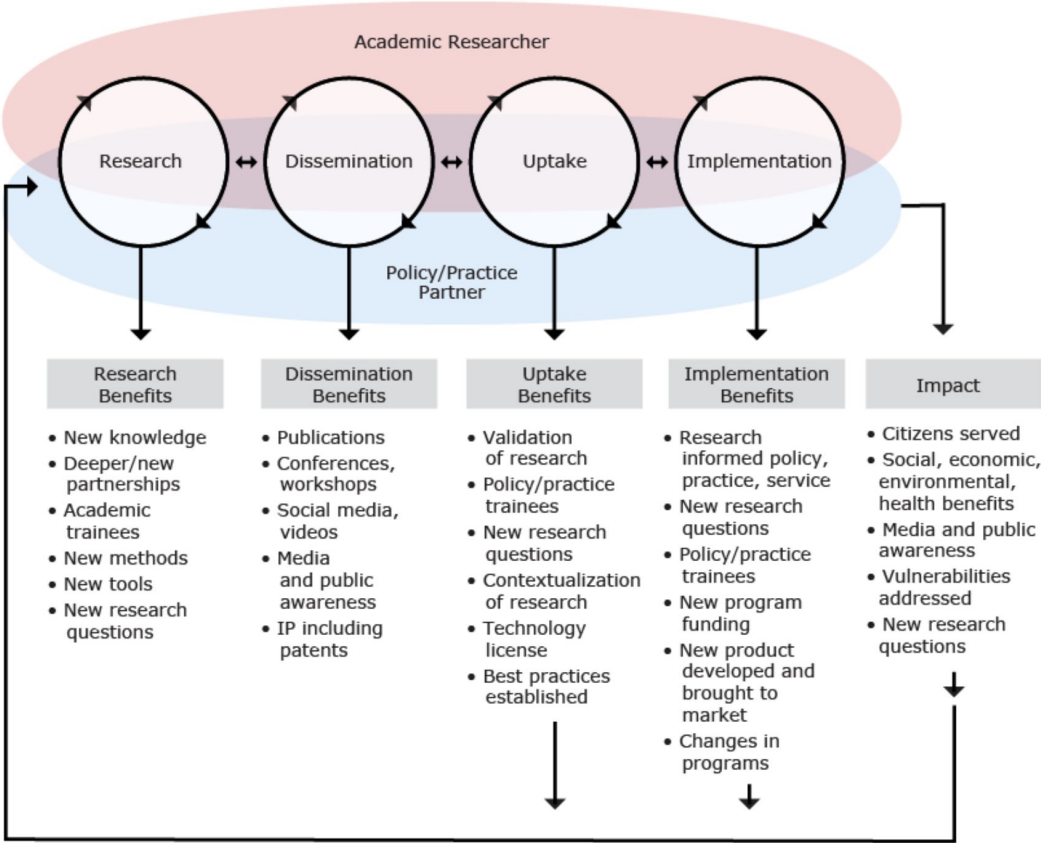 Academic Researcher
Research
Dissemination
Uptake
Implementation
Policy/Practice
Partner
Research
Benefits
• New knowledge
• Deeper/new
partnerships
• Academic
trainees
• New methods
• New tools
• New research
questions
Dissemination
Benefits
• Publications
• Conferences,
workshops
• Social media,
videos
• Media
and public
awareness
• IP including
patents
Uptake
Benefits
• Validation
of research
• Policy/practice
trainees
• New research
questions
• Contextualization
of research
• Technology
license
• Best practices
established
Implementation
Benefits
• Research
informed policy,
practice, service
• New research
questions
• Policy/practice
trainees
• New program
funding
• New product
developed and
brought to
market
• Changes in
programs
Impact
• Citizens served
• Social, economic,
environmental,
health benefits
• Media and public
awareness
• Vulnerabilities
addressed
• New research
questions